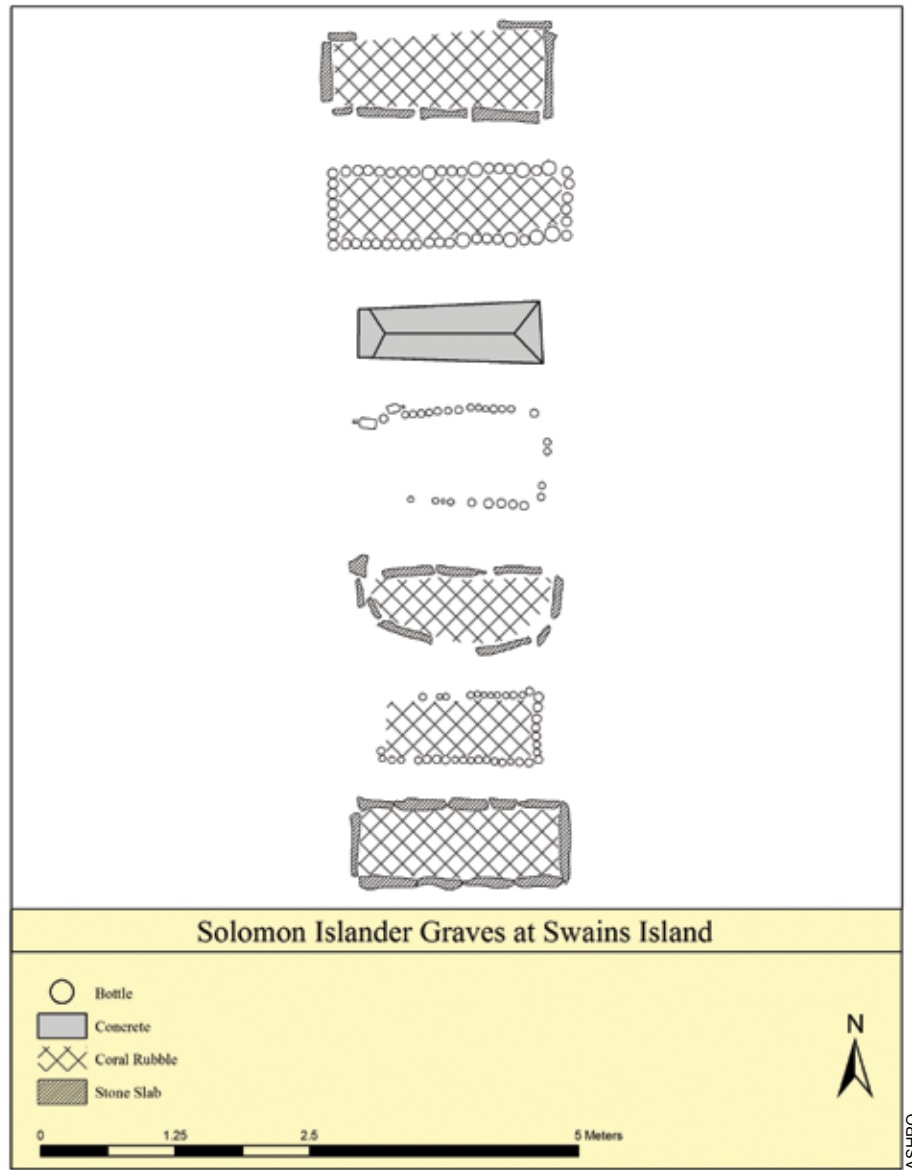 Solomon Islander Graves at Swains Island
Bottle
Concrete
Coral Rubble
Stone Slab
N
0 1.25 2.5 5 Meters
ASHPO